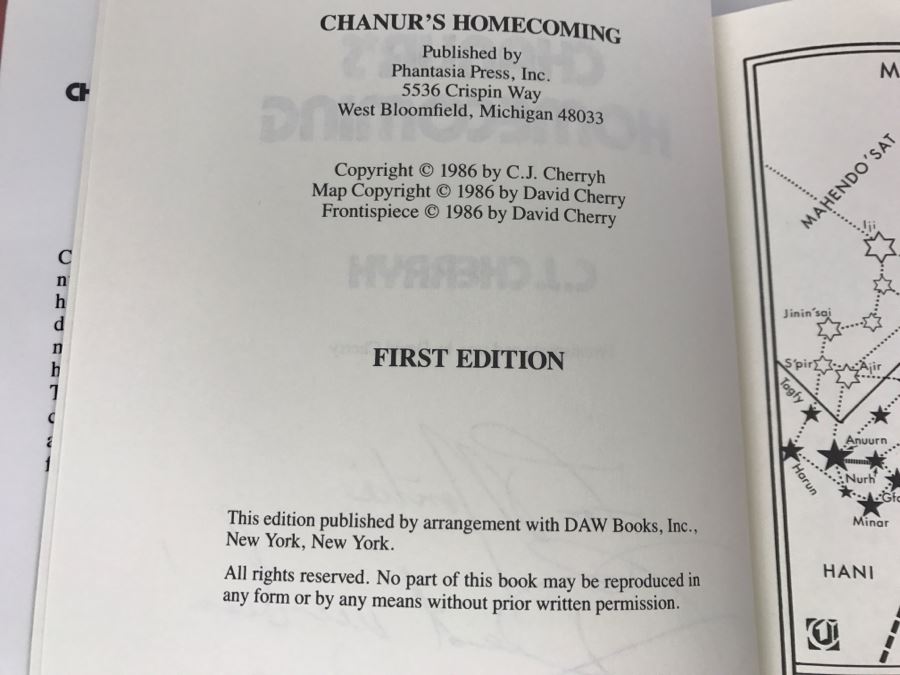 CHANUR'S HOMECOMING
Published by
Phantasia Press, Inc.
5536 Crispin Way
West Bloomfield, Michigan 48033
Copyright © 1986 by C.J. Cherryh
Map Copyright © 1986 by David Cherry
Frontispiece © 1986 by David Cherry
FIRST EDITION
This edition published by arrangement with DAW Books, Inc.,
New York, New York.
All rights reserved. No part of this book may be reproduced in
any form or by any means without prior written permission.
MAHENDO'SAT
Iji
Jinin'sai
S'pir
Ajir
Tagfy
Anuurn
Harun
Nurh
Minar
HANI